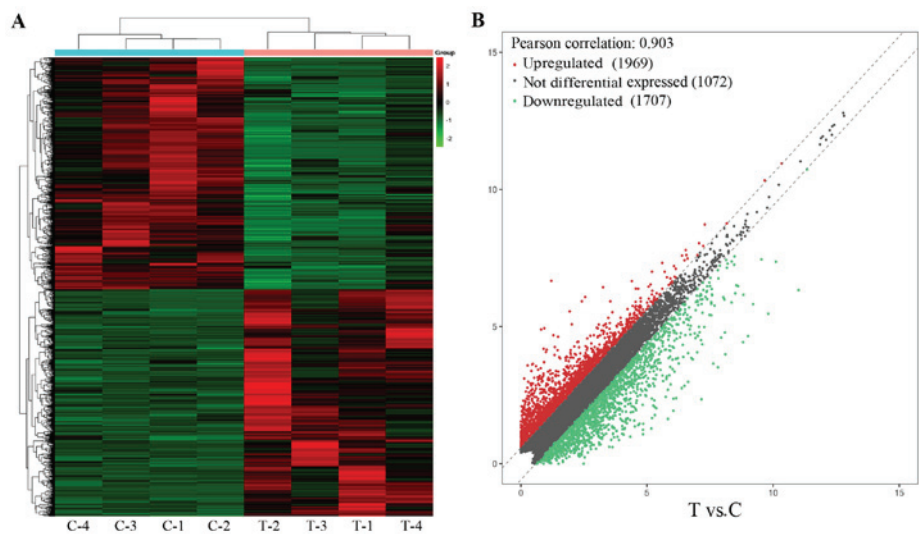 A
Group
2
1
0
-1
-2
C-4 C-3 C-1 C-2 T-2 T-3 T-1 T-4
B
Pearson correlation: 0.903
Upregulated (1969)
Not differential expressed (1072)
Downregulated (1707)
15
10
5
0
0 5 10 15
T vs.C